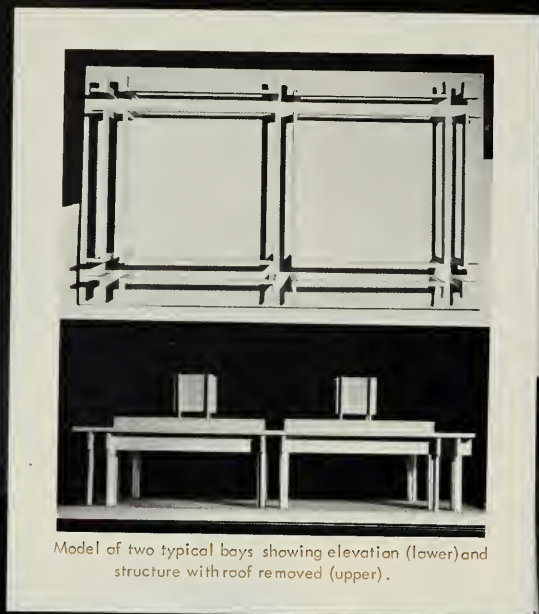 Model of two typical bays showing elevation (lower)and
structure with roof removed (upper).